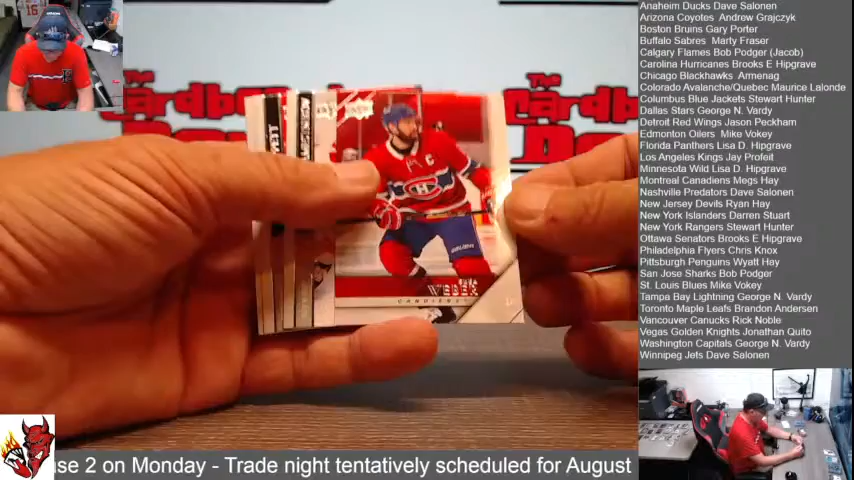 Anaheim Ducks Dave Salonen
Arizona Coyotes Andrew Grajczyk
Boston Bruins Gary Porter
Buffalo Sabres Marty Fraser
Calgary Flames Bob Podger (Jacob)
Carolina Hurricanes Brooks E Hipgrave
Chicago Blackhawks Armenag
Colorado Avalanche/Quebec Maurice Lalonde
Columbus Blue Jackets Stewart Hunter
Dallas Stars George N. Vardy
Detroit Red Wings Jason Peckham
Edmonton Oilers Mike Vokey
Florida Panthers Lisa D. Hipgrave
Los Angeles Kings Jay Profeit
Minnesota Wild Lisa D. Hipgrave
Montreal Canadiens Megs Hay
Nashville Predators Dave Salonen
New Jersey Devils Ryan Hay
New York Islanders Darren Stuart
New York Rangers Stewart Hunter
Ottawa Senators Brooks E Hipgrave
Philadelphia Flyers Chris Knox
Pittsburgh Penguins Wyatt Hay
San Jose Sharks Bob Podger
St. Louis Blues Mike Vokey
Tampa Bay Lightning George N. Vardy
Toronto Maple Leafs Brandon Andersen
Vancouver Canucks Rick Noble
Vegas Golden Knights Jonathan Quito
Washington Capitals George N. Vardy
Winnipeg Jets Dave Salonen
The
The
C
WEBER
CANADIENS
16
se 2 on Monday - Trade night tentatively scheduled for August